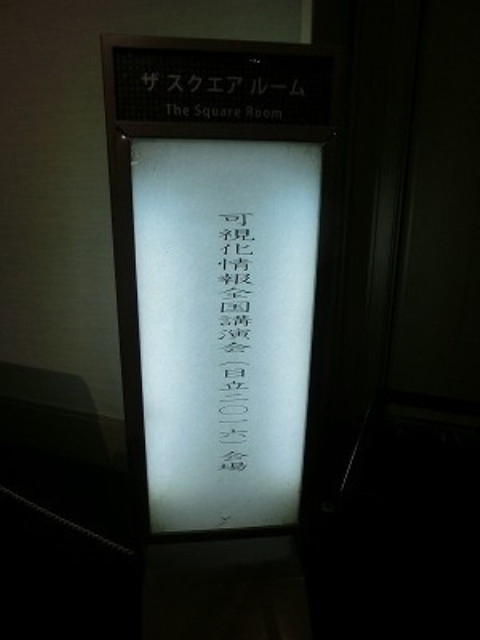 ザ スクエア ルーム
The Square Room
可視化情報全国講演会（日立二〇一六）会場